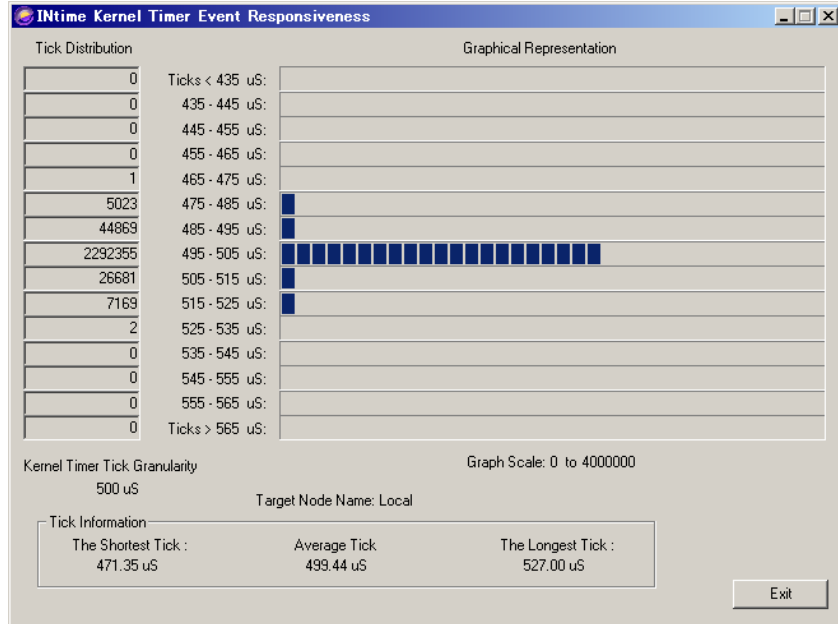 INtime Kernel Timer Event Responsiveness
Tick Distribution Graphical Representation
0 Ticks < 435 uS:
0 435 - 445 uS:
0 445 - 455 uS:
0 455 - 465 uS:
1 465 - 475 uS:
5023 475 - 485 uS:
44869 485 - 495 uS:
2292355 495 - 505 uS:
26681 505 - 515 uS:
7169 515 - 525 uS:
2 525 - 535 uS:
0 535 - 545 uS:
0 545 - 555 uS:
0 555 - 565 uS:
0 Ticks > 565 uS:
Kernel Timer Tick Granularity Graph Scale: 0 to 4000000
500 uS
Target Node Name: Local
Tick Information
The Shortest Tick : Average Tick The Longest Tick :
471.35 uS 499.44 uS 527.00 uS
Exit